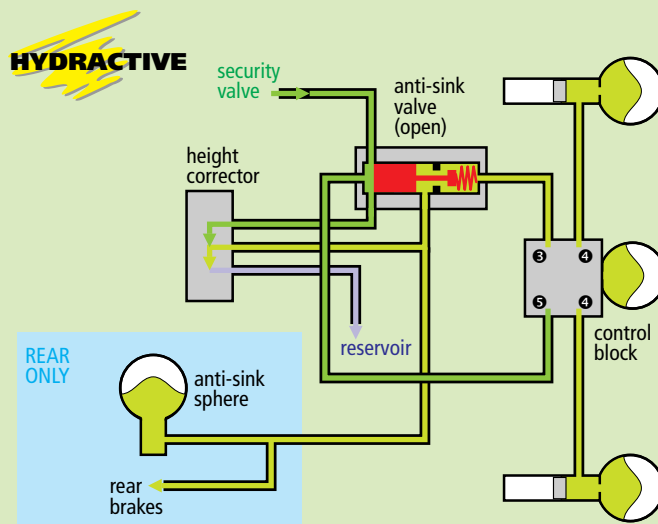 HYDRACTIVE
security
valve
anti-sink
valve
(open)
height
corrector
3
4
5
4
control
block
reservoir
REAR
ONLY
anti-sink
sphere
rear
brakes